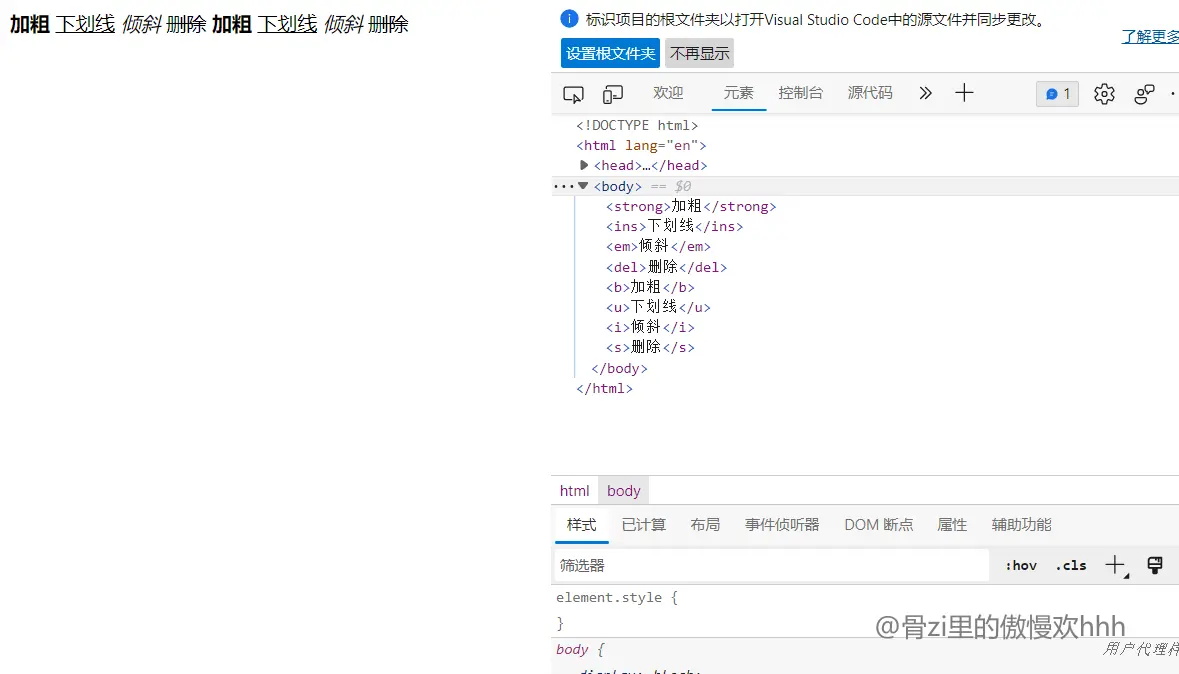 加粗 下划线 倾斜 删除 加粗 下划线 倾斜 删除
标识项目的根文件夹以打开Visual Studio Code中的源文件并同步更改。
了解更多
设置根文件夹 不再显示
欢迎 元素 控制台 源代码 1
<!DOCTYPE html>
<html lang="en">
<head>…</head>
<body> == $0
<strong>加粗</strong>
<ins>下划线</ins>
<em>倾斜</em>
<del>删除</del>
<b>加粗</b>
<u>下划线</u>
<i>倾斜</i>
<s>删除</s>
</body>
</html>
html body
样式 已计算 布局 事件侦听器 DOM 断点 属性 辅助功能
筛选器 :hov .cls
element.style {
}
@骨zi里的傲慢欢hhh
body { 用户代理样
display: block;